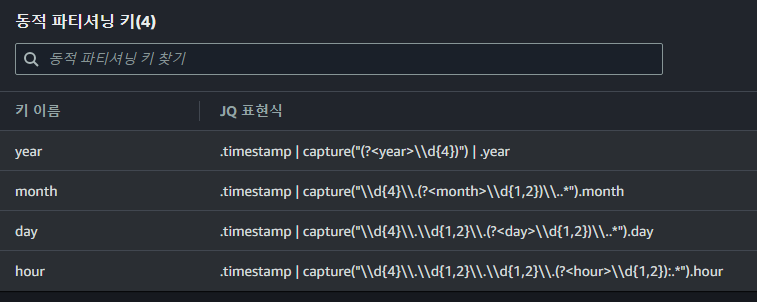 동적 파티셔닝 키(4)
동적 파티셔닝 키 찾기
키 이름 JQ 표현식
year .timestamp | capture("(?<year>\\d{4})") | .year
month .timestamp | capture("\\d{4}\\.(?<month>\\d{1,2})\\..*").month
day .timestamp | capture("\\d{4}\\.\\d{1,2}\\.(?<day>\\d{1,2})\\..*").day
hour .timestamp | capture("\\d{4}\\.\\d{1,2}\\.\\d{1,2}\\.(?<hour>\\d{1,2}):.*").hour